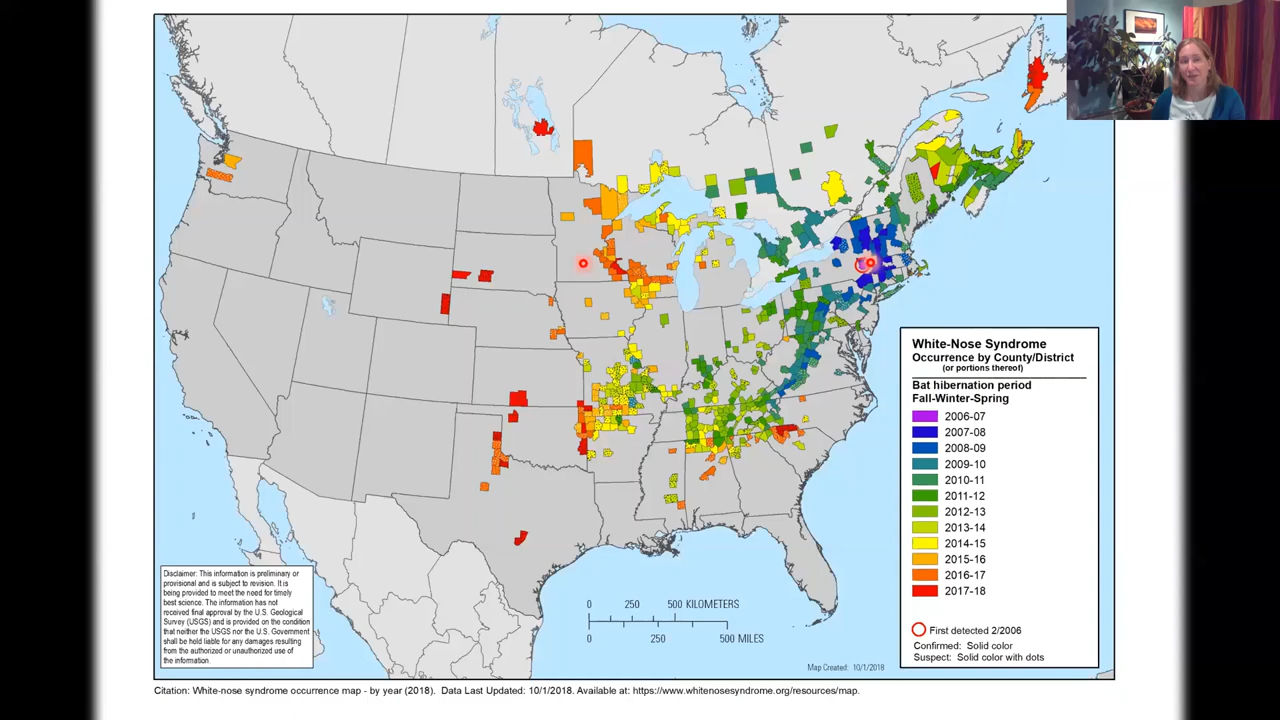 White-Nose Syndrome
Occurrence by County/District
(or portions thereof)
Bat hibernation period
Fall-Winter-Spring
2006-07
2007-08
2008-09
2009-10
2010-11
2011-12
2012-13
2013-14
2014-15
2015-16
2016-17
2017-18
First detected 2/2006
Confirmed: Solid color
Suspect: Solid color with dots
Disclaimer: This information is preliminary or
provisional and is subject to revision. It is
being provided to meet the need for timely
best science. The information has not
received final approval by the U.S. Geological
Survey (USGS) and is provided on the condition
that neither the USGS nor the U.S. Government
shall be held liable for any damages resulting
from the authorized or unauthorized use of
the information.
0 250 500 KILOMETERS
0 250 500 MILES
Map Created: 10/1/2018
Citation: White-nose syndrome occurrence map - by year (2018). Data Last Updated: 10/1/2018. Available at: https://www.whitenosesyndrome.org/resources/map.